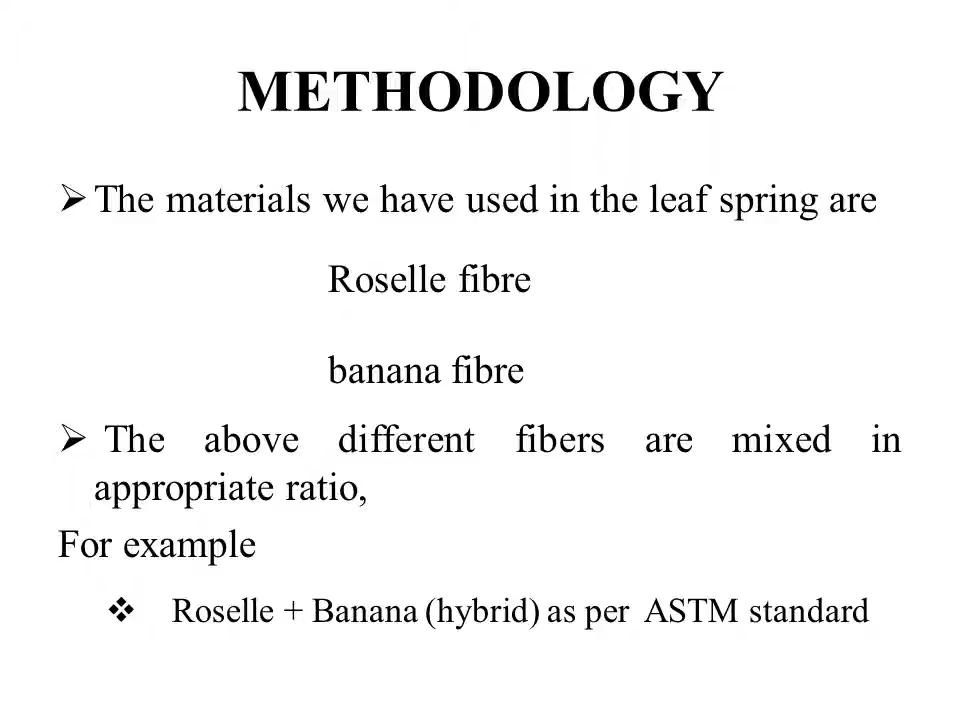 METHODOLOGY
➢ The materials we have used in the leaf spring are
Roselle fibre
banana fibre
➢ The above different fibers are mixed in
appropriate ratio,
For example
❖ Roselle + Banana (hybrid) as per ASTM standard